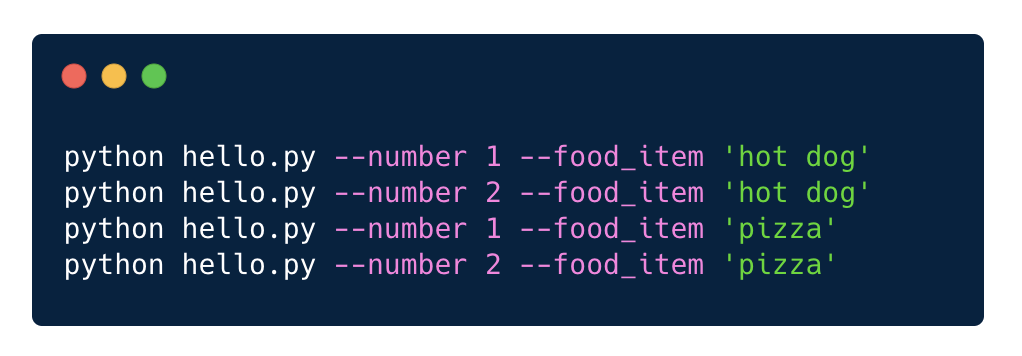 python hello.py --number 1 --food_item 'hot dog'
python hello.py --number 2 --food_item 'hot dog'
python hello.py --number 1 --food_item 'pizza'
python hello.py --number 2 --food_item 'pizza'